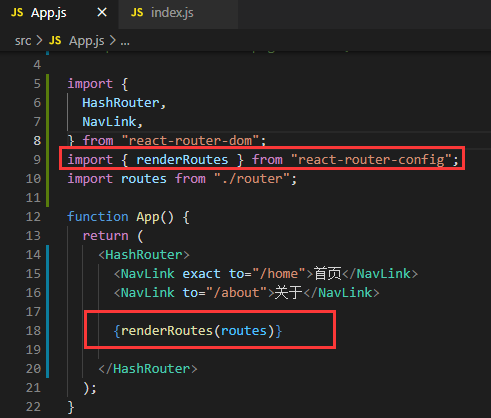 JS App.js × JS index.js
src > JS App.js > ...
4
5 import {
6 HashRouter,
7 NavLink,
8 } from "react-router-dom";
9 import { renderRoutes } from "react-router-config";
10 import routes from "./router";
11
12 function App() {
13 return (
14 <HashRouter>
15 <NavLink exact to="/home">首页</NavLink>
16 <NavLink to="/about">关于</NavLink>
17
18 {renderRoutes(routes)}
19
20 </HashRouter>
21 );
22 }